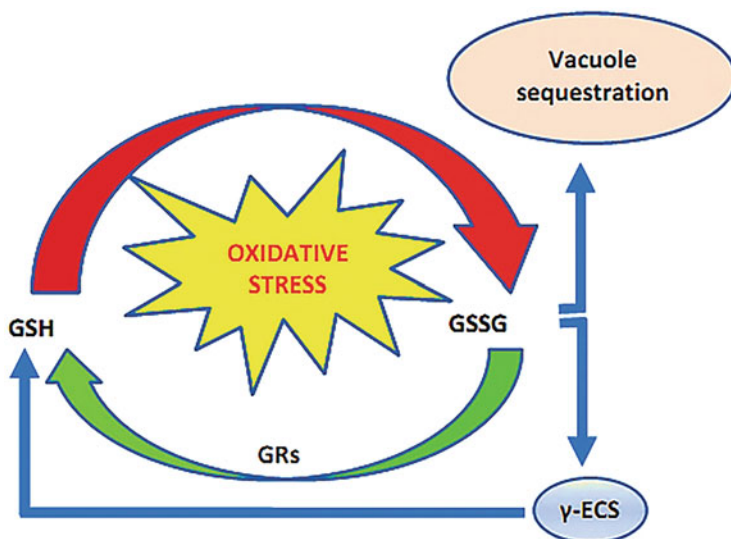 Vacuole
sequestration
OXIDATIVE
STRESS
GSH
GSSG
GRs
γ-ECS